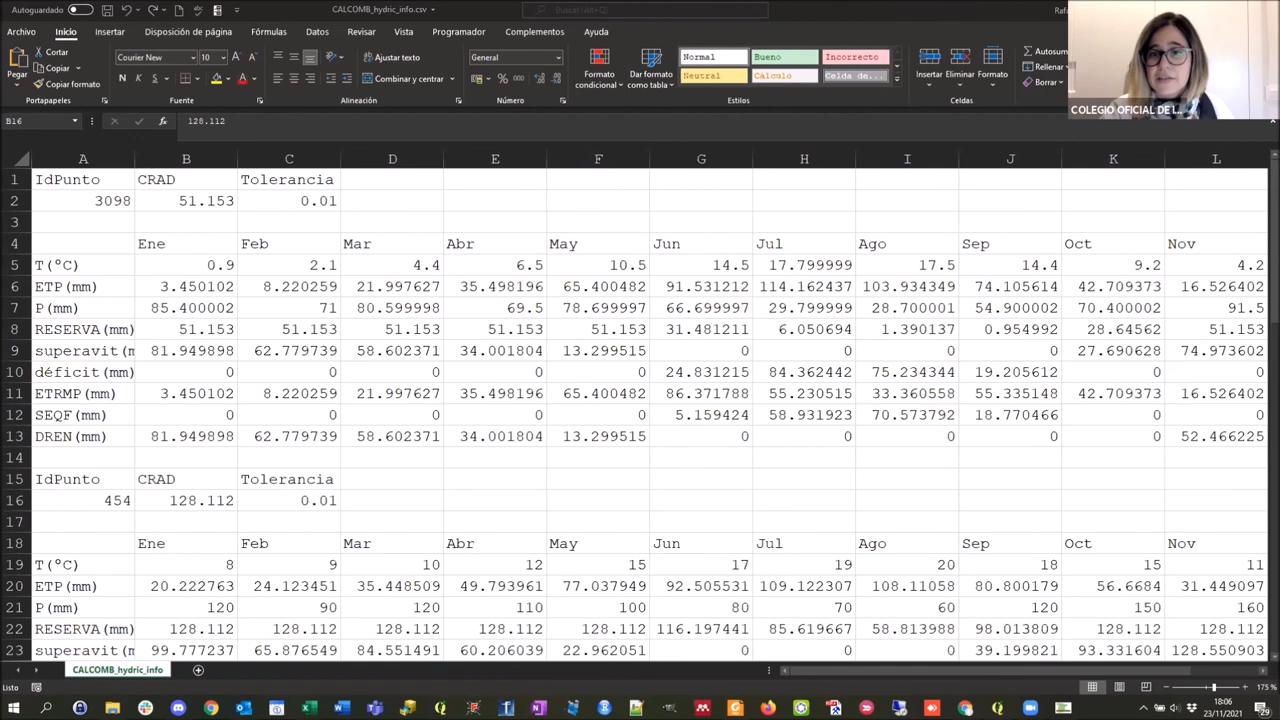 Autoguardado
CALCOMB_hydric_info.csv
Buscar (Alt+Q)
Archivo Inicio Insertar Disposición de página Fórmulas Datos Revisar Vista Programador Complementos Ayuda
Pegar
Cortar
Copiar
Copiar formato
Portapapeles
Courier New 10
N K S
Fuente
Ajustar texto
Combinar y centrar
Alineación
General
% 000
Número
Formato condicional
Dar formato como tabla
Normal Bueno Incorrecto
Neutral Cálculo Celda de...
Estilos
Insertar Eliminar Formato
Celdas
Autosum
Rellenar
Borrar
COLEGIO OFICIAL DE I...
B16 fx 128.112
A B C D E F G H I J K L
1 IdPunto CRAD Tolerancia
2 3098 51.153 0.01
3
4 Ene Feb Mar Abr May Jun Jul Ago Sep Oct Nov
5 T(ºC) 0.9 2.1 4.4 6.5 10.5 14.5 17.799999 17.5 14.4 9.2 4.2
6 ETP(mm) 3.450102 8.220259 21.997627 35.498196 65.400482 91.531212 114.162437 103.934349 74.105614 42.709373 16.526402
7 P(mm) 85.400002 71 80.599998 69.5 78.699997 66.699997 29.799999 28.700001 54.900002 70.400002 91.5
8 RESERVA(mm) 51.153 51.153 51.153 51.153 51.153 31.481211 6.050694 1.390137 0.954992 28.64562 51.153
9 superavit(m 81.949898 62.779739 58.602371 34.001804 13.299515 0 0 0 0 27.690628 74.973602
10 déficit(mm) 0 0 0 0 0 24.831215 84.362442 75.234344 19.205612 0 0
11 ETRMP(mm) 3.450102 8.220259 21.997627 35.498196 65.400482 86.371788 55.230515 33.360558 55.335148 42.709373 16.526402
12 SEQF(mm) 0 0 0 0 0 5.159424 58.931923 70.573792 18.770466 0 0
13 DREN(mm) 81.949898 62.779739 58.602371 34.001804 13.299515 0 0 0 0 0 52.466225
14
15 IdPunto CRAD Tolerancia
16 454 128.112 0.01
17
18 Ene Feb Mar Abr May Jun Jul Ago Sep Oct Nov
19 T(ºC) 8 9 10 12 15 17 19 20 18 15 11
20 ETP(mm) 20.222763 24.123451 35.448509 49.793961 77.037949 92.505531 109.122307 108.11058 80.800179 56.6684 31.449097
21 P(mm) 120 90 120 110 100 80 70 60 120 150 160
22 RESERVA(mm) 128.112 128.112 128.112 128.112 128.112 116.197441 85.619667 58.813988 98.013809 128.112 128.112
23 superavit(m 99.777237 65.876549 84.551491 60.206039 22.962051 0 0 0 39.199821 93.331604 128.550903
CALCOMB_hydric_info
Listo
175 %
18:06
23/11/2021
29